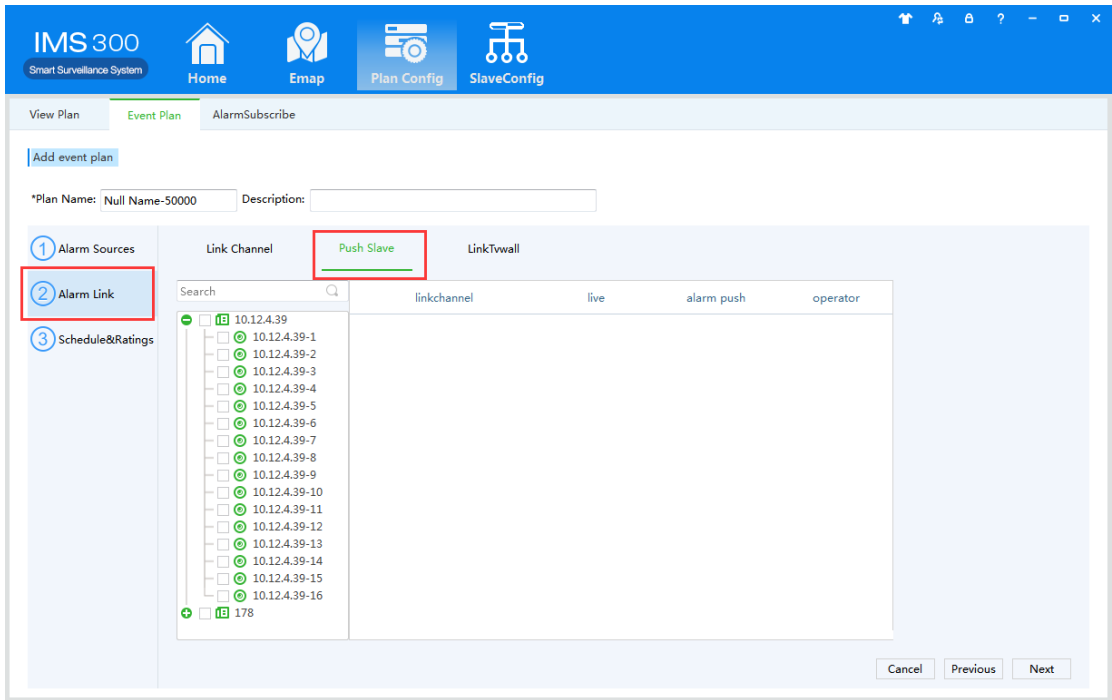 IMS 300
Smart Surveillance System
Home
Emap
Plan Config
SlaveConfig
?
View Plan
Event Plan
AlarmSubscribe
Add event plan
*Plan Name: Null Name-50000 Description:
1 Alarm Sources
2 Alarm Link
3 Schedule&Ratings
Link Channel
Push Slave
LinkTvwall
Search
linkchannel
live
alarm push
operator
10.12.4.39
10.12.4.39-1
10.12.4.39-2
10.12.4.39-3
10.12.4.39-4
10.12.4.39-5
10.12.4.39-6
10.12.4.39-7
10.12.4.39-8
10.12.4.39-9
10.12.4.39-10
10.12.4.39-11
10.12.4.39-12
10.12.4.39-13
10.12.4.39-14
10.12.4.39-15
10.12.4.39-16
178
Cancel
Previous
Next